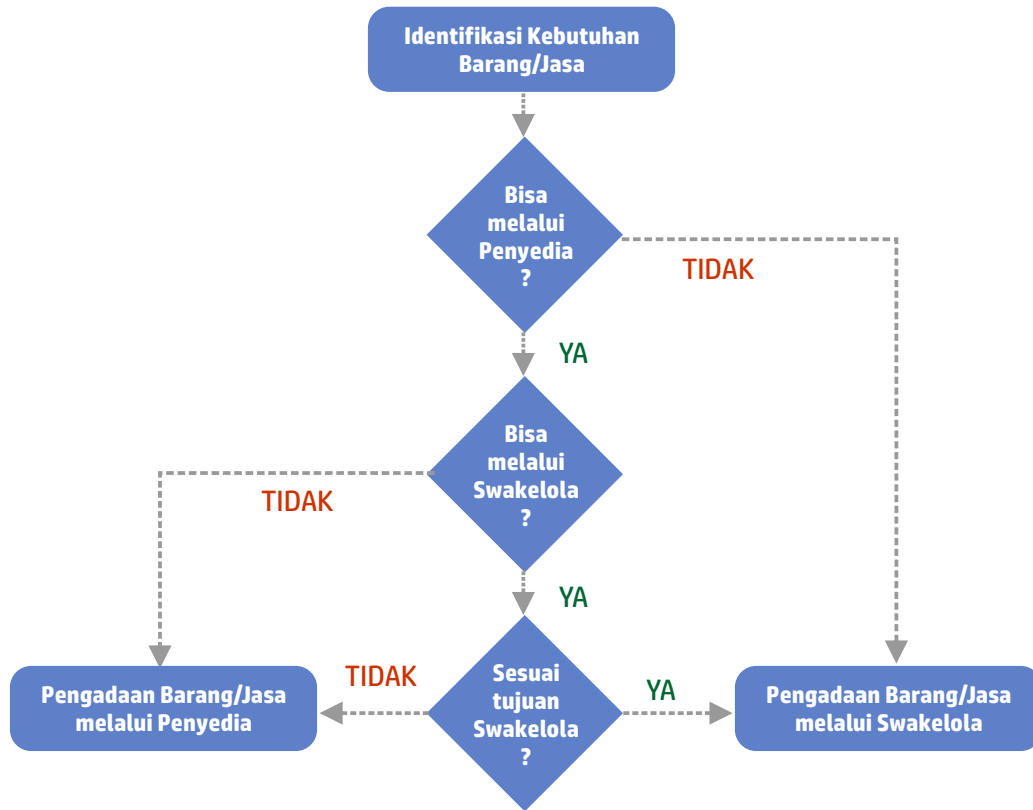 Identifikasi Kebutuhan
Barang/Jasa
Bisa
melalui
Penyedia
?
TIDAK
YA
Bisa
melalui
Swakelola
?
TIDAK
YA
Sesuai
tujuan
Swakelola
?
TIDAK
YA
Pengadaan Barang/Jasa
melalui Penyedia
Pengadaan Barang/Jasa
melalui Swakelola